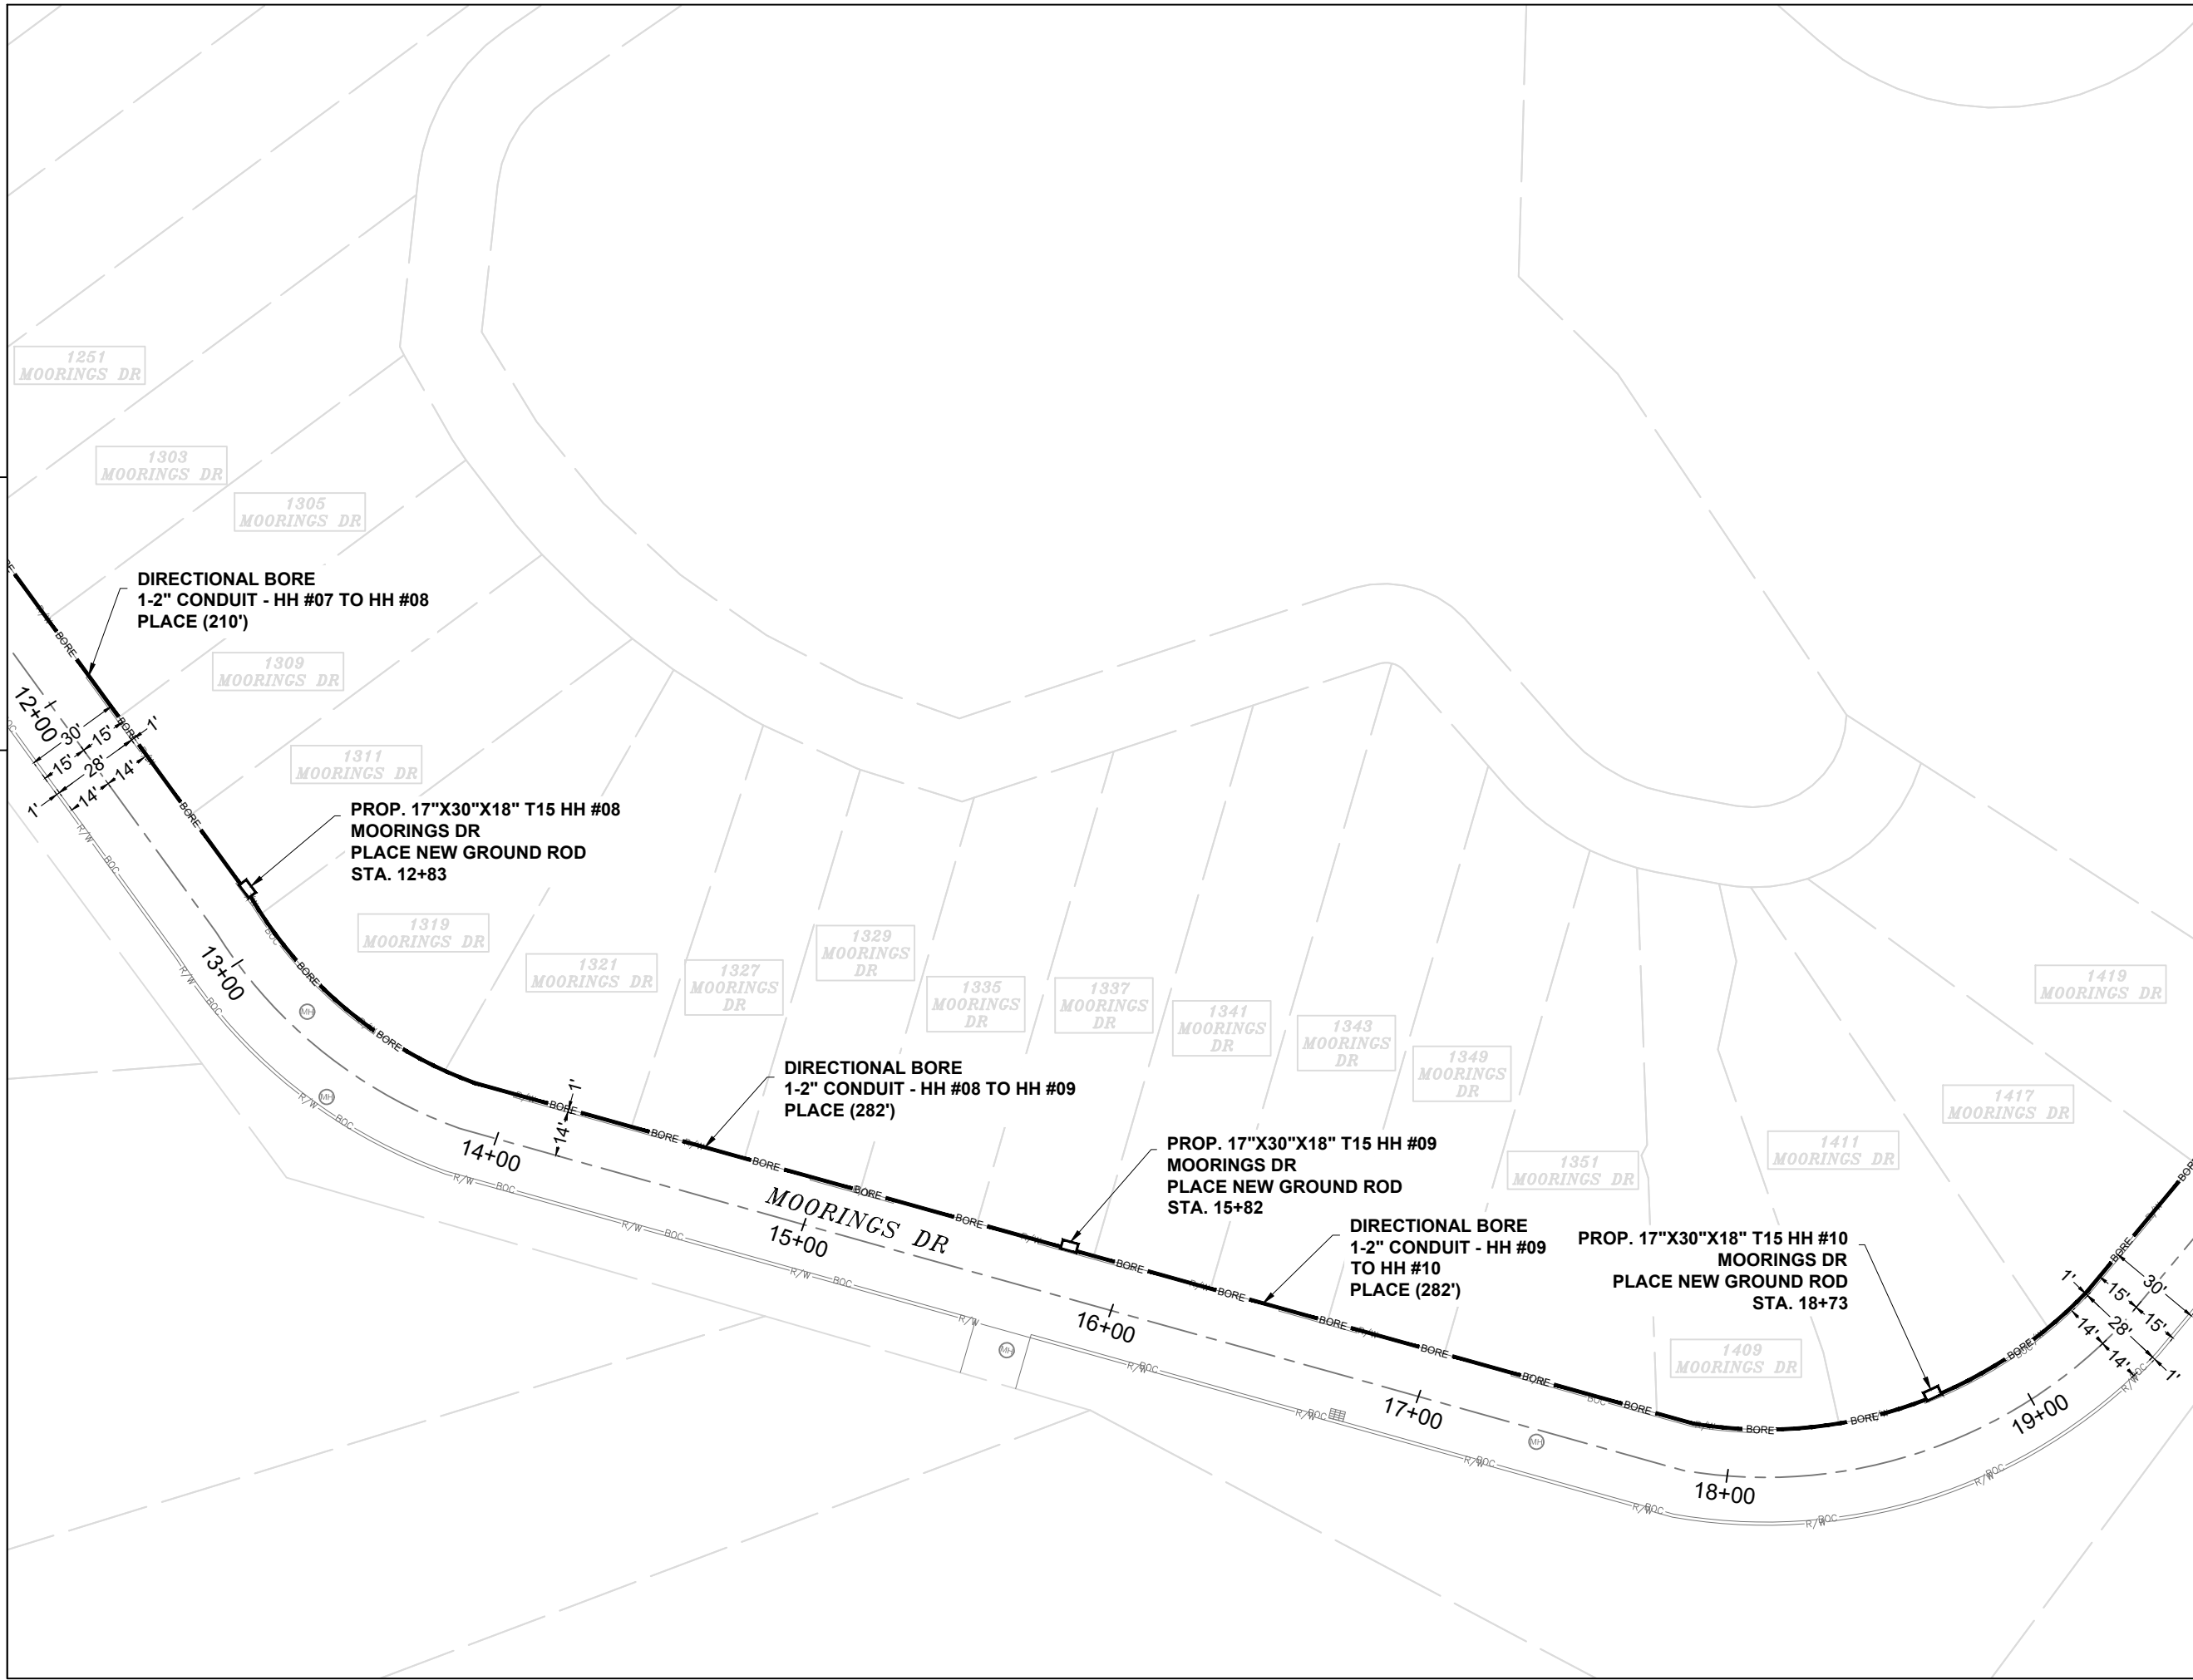 1251
MOORINGS DR
1303
MOORINGS DR
1305
MOORINGS DR
DIRECTIONAL BORE
1-2" CONDUIT - HH #07 TO HH #08
PLACE (210')
1309
MOORINGS DR
1311
MOORINGS DR
12+00
30'
15'
15'
1'
28'
14'
14'
1'
PROP. 17"X30"X18" T15 HH #08
MOORINGS DR
PLACE NEW GROUND ROD
STA. 12+83
1319
MOORINGS DR
1321
MOORINGS DR
1327
MOORINGS
DR
1329
MOORINGS
DR
1335
MOORINGS
DR
1337
MOORINGS
DR
1341
MOORINGS
DR
1343
MOORINGS
DR
1349
MOORINGS
DR
1351
MOORINGS DR
1411
MOORINGS DR
1417
MOORINGS DR
1419
MOORINGS DR
1409
MOORINGS DR
13+00
MH
MH
DIRECTIONAL BORE
1-2" CONDUIT - HH #08 TO HH #09
PLACE (282')
1'
14'
14+00
MOORINGS DR
15+00
PROP. 17"X30"X18" T15 HH #09
MOORINGS DR
PLACE NEW GROUND ROD
STA. 15+82
DIRECTIONAL BORE
1-2" CONDUIT - HH #09
TO HH #10
PLACE (282')
PROP. 17"X30"X18" T15 HH #10
MOORINGS DR
PLACE NEW GROUND ROD
STA. 18+73
16+00
MH
17+00
MH
18+00
19+00
1'
15'
30'
28'
15'
14'
14'
1'
BORE
R/W
BOC